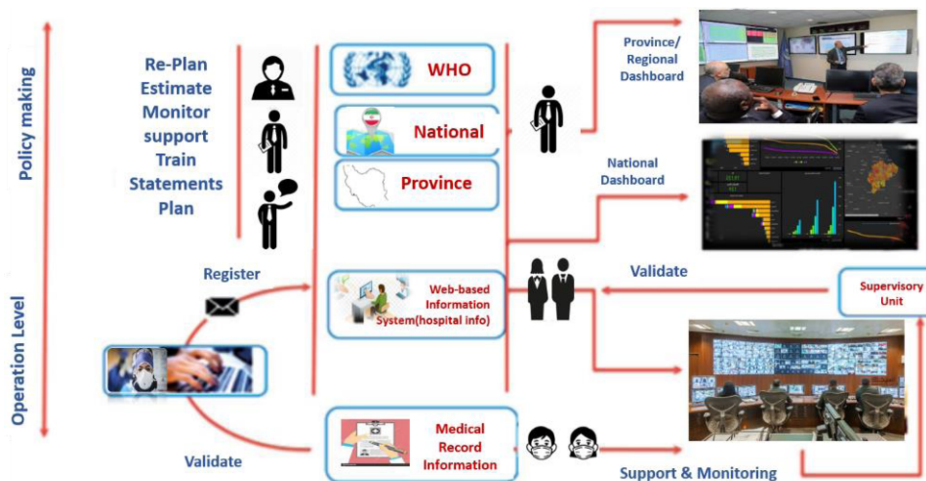 Policy making
Operation Level
Re-Plan
Estimate
Monitor
support
Train
Statements
Plan
WHO
National
Province
Province/
Regional
Dashboard
National
Dashboard
Register
Web-based
Information
System(hospital info)
Validate
Supervisory
Unit
Validate
Medical
Record
Information
Support & Monitoring